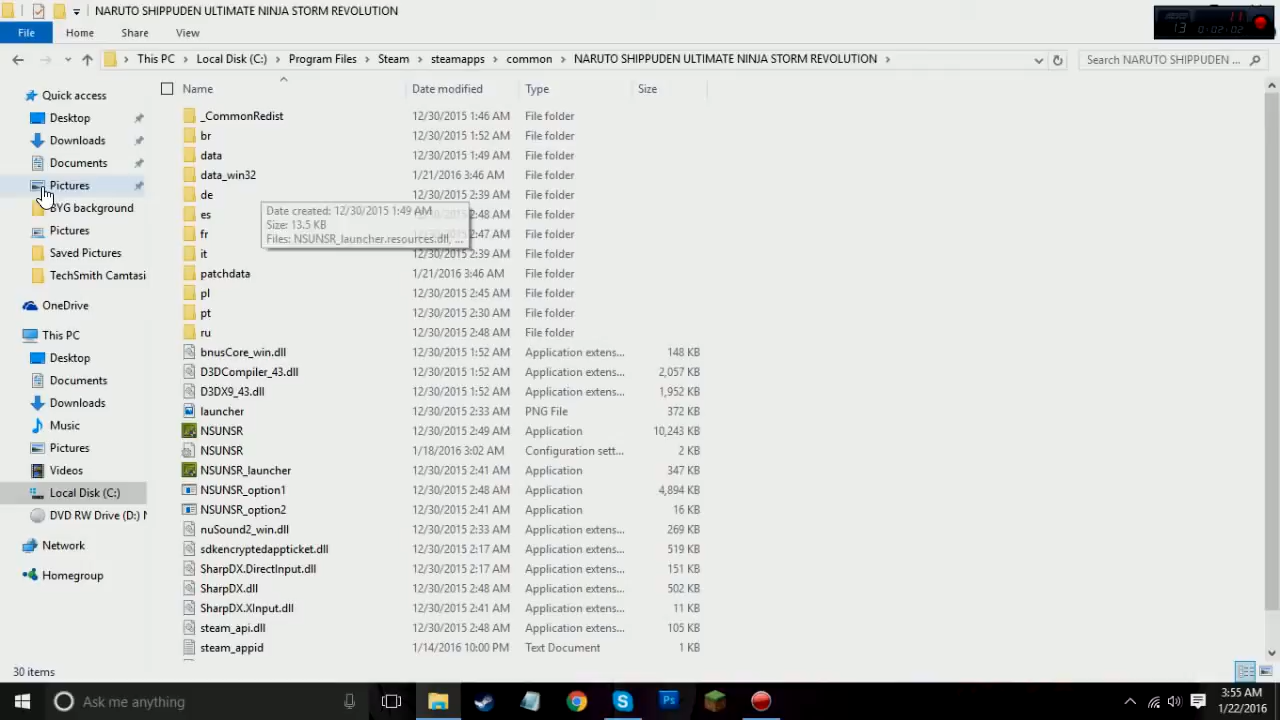 NARUTO SHIPPUDEN ULTIMATE NINJA STORM REVOLUTION
File Home Share View
This PC Local Disk (C:) Program Files Steam steamapps common NARUTO SHIPPUDEN ULTIMATE NINJA STORM REVOLUTION Search NARUTO SHIPPUDEN ...
13 11 0:02:02
Name Date modified Type Size
Quick access
Desktop
Downloads
Documents
Pictures
BYG background
Pictures
Saved Pictures
TechSmith Camtasi
OneDrive
This PC
Desktop
Documents
Downloads
Music
Pictures
Videos
Local Disk (C:)
DVD RW Drive (D:) N
Network
Homegroup
_CommonRedist 12/30/2015 1:46 AM File folder
br 12/30/2015 1:52 AM File folder
data 12/30/2015 1:49 AM File folder
data_win32 1/21/2016 3:46 AM File folder
de 12/30/2015 2:39 AM File folder
es 2:48 AM File folder
fr 2:47 AM File folder
it 12/30/2015 2:39 AM File folder
patchdata 1/21/2016 3:46 AM File folder
pl 12/30/2015 2:45 AM File folder
pt 12/30/2015 2:30 AM File folder
ru 12/30/2015 2:48 AM File folder
bnusCore_win.dll 12/30/2015 1:52 AM Application extens... 148 KB
D3DCompiler_43.dll 12/30/2015 1:52 AM Application extens... 2,057 KB
D3DX9_43.dll 12/30/2015 1:52 AM Application extens... 1,952 KB
launcher 12/30/2015 2:33 AM PNG File 372 KB
NSUNSR 12/30/2015 2:49 AM Application 10,243 KB
NSUNSR 1/18/2016 3:02 AM Configuration sett... 2 KB
NSUNSR_launcher 12/30/2015 2:41 AM Application 347 KB
NSUNSR_option1 12/30/2015 2:48 AM Application 4,894 KB
NSUNSR_option2 12/30/2015 2:41 AM Application 16 KB
nuSound2_win.dll 12/30/2015 2:33 AM Application extens... 269 KB
sdkencryptedappticket.dll 12/30/2015 2:17 AM Application extens... 519 KB
SharpDX.DirectInput.dll 12/30/2015 2:17 AM Application extens... 151 KB
SharpDX.dll 12/30/2015 2:48 AM Application extens... 502 KB
SharpDX.XInput.dll 12/30/2015 2:41 AM Application extens... 11 KB
steam_api.dll 12/30/2015 2:48 AM Application extens... 105 KB
steam_appid 1/14/2016 10:00 PM Text Document 1 KB
Date created: 12/30/2015 1:49 AM
Size: 13.5 KB
Files: NSUNSR_launcher.resources.dll, ...
30 items
Ask me anything
Ps
3:55 AM
1/22/2016